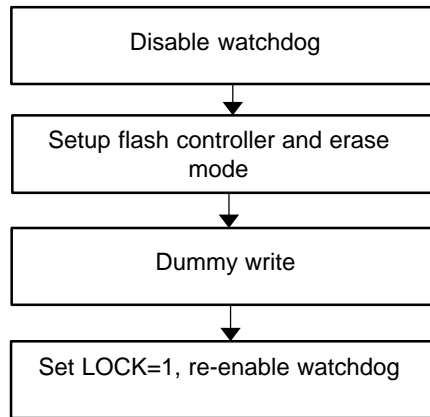 Disable watchdog
Setup flash controller and erase
mode
Dummy write
Set LOCK=1, re-enable watchdog